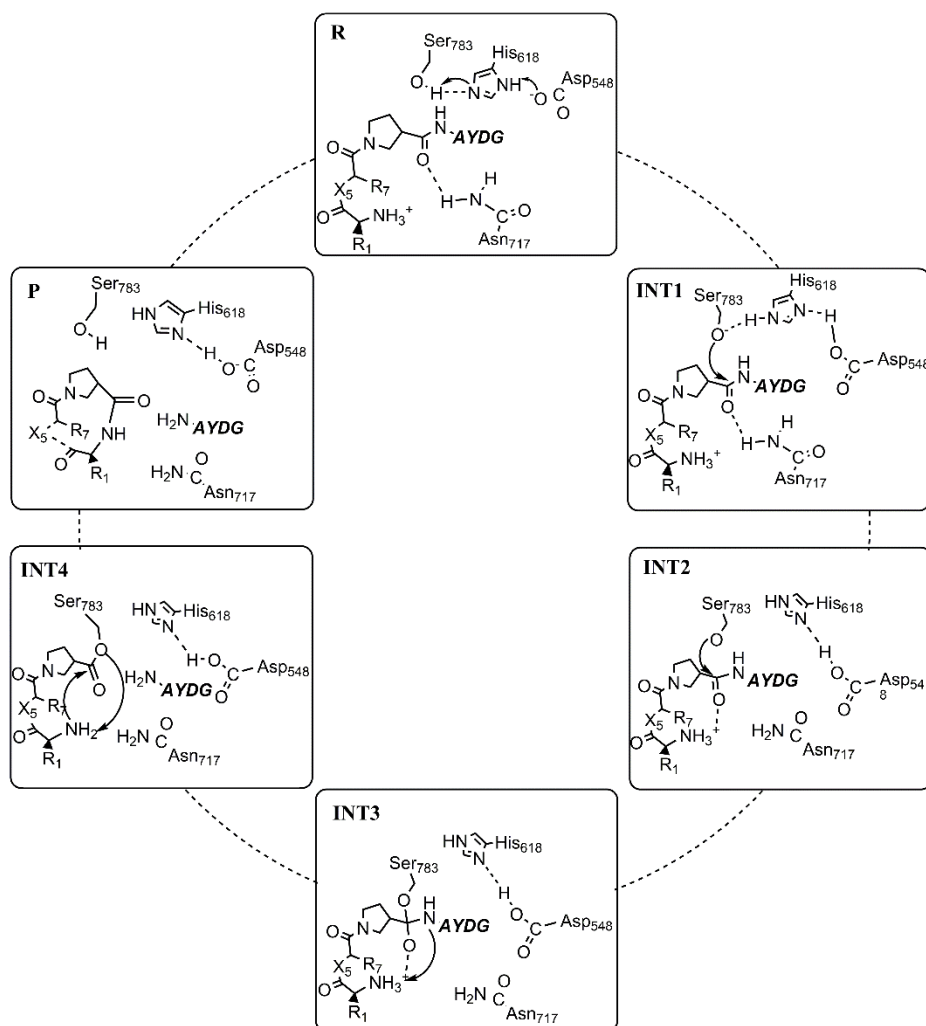 R
Ser783
His618
O
H
N
NH
-O
C
O
Asp548
H
N
AYDG
O
O
N
X5
R7
H
H
N
O
NH3+
C
O
R1
Asn717
P
Ser783
O
H
HN
N
His618
H
O-
C
O
Asp548
N
O
O
X5
R7
NH
O
R1
H2N
AYDG
O
H2N
C
Asn717
INT1
Ser783
His618
O-
H
N
N
H
O
C
O
Asp548
H
N
AYDG
O
N
O
X5
R7
H
H
N
O
NH3+
C
O
R1
Asn717
INT4
Ser783
HN
N
His618
O
H
O
C
O
Asp548
N
O
O
H2N
AYDG
X5
R7
O
NH2
R1
O
H2N
C
Asn717
INT2
Ser783
HN
N
His618
O
H
O
C
O
Asp54
8
H
N
AYDG
N
O
O
X5
R7
O
NH3+
R1
O
H2N
C
Asn717
INT3
HN
N
His618
Ser783
O
H
N
AYDG
H
O
C
O
Asp548
N
O
O
X5
R7
O
NH3+
R1
O
H2N
C
Asn717